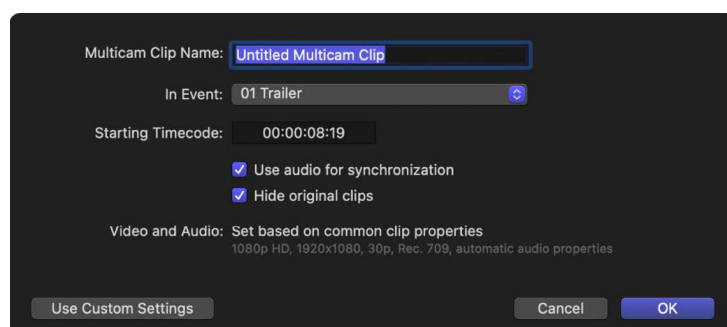 Multicam Clip Name: Untitled Multicam Clip
In Event: 01 Trailer
Starting Timecode: 00:00:08:19
Use audio for synchronization
Hide original clips
Video and Audio: Set based on common clip properties
1080p HD, 1920x1080, 30p, Rec. 709, automatic audio properties
Use Custom Settings Cancel OK